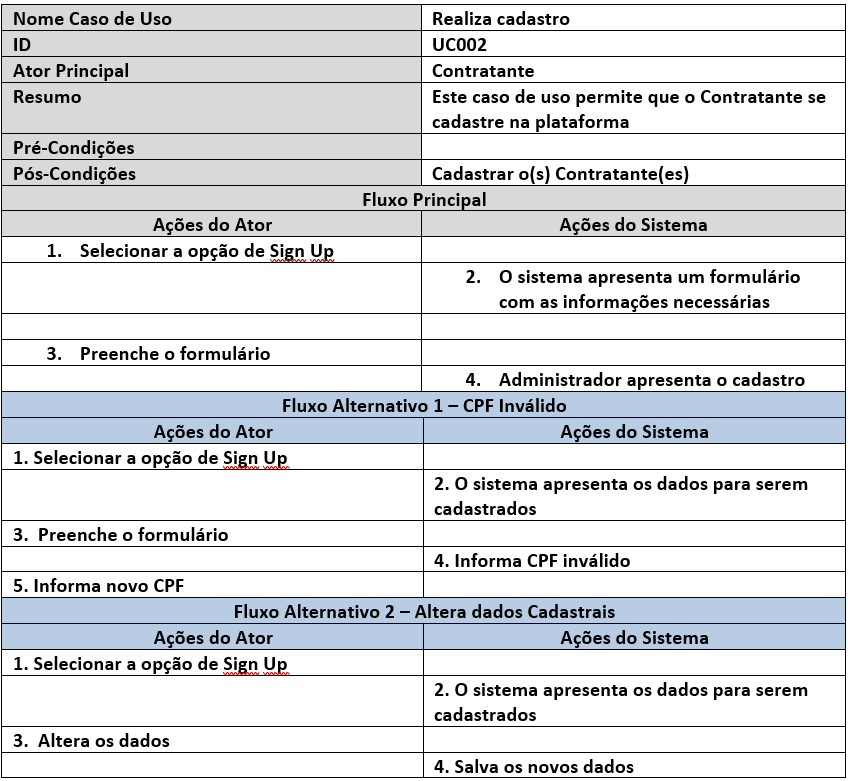 Nome Caso de Uso
Realiza cadastro
ID
UC002
Ator Principal
Contratante
Resumo
Este caso de uso permite que o Contratante se
cadastre na plataforma
Pré-Condições
Pós-Condições
Cadastrar o(s) Contratante(es)
Fluxo Principal
Ações do Ator
Ações do Sistema
1. Selecionar a opção de Sign Up
2. O sistema apresenta um formulário
com as informações necessárias
3. Preenche o formulário
4. Administrador apresenta o cadastro
Fluxo Alternativo 1 – CPF Inválido
Ações do Ator
Ações do Sistema
1. Selecionar a opção de Sign Up
2. O sistema apresenta os dados para serem
cadastrados
3. Preenche o formulário
4. Informa CPF inválido
5. Informa novo CPF
Fluxo Alternativo 2 – Altera dados Cadastrais
Ações do Ator
Ações do Sistema
1. Selecionar a opção de Sign Up
2. O sistema apresenta os dados para serem
cadastrados
3. Altera os dados
4. Salva os novos dados